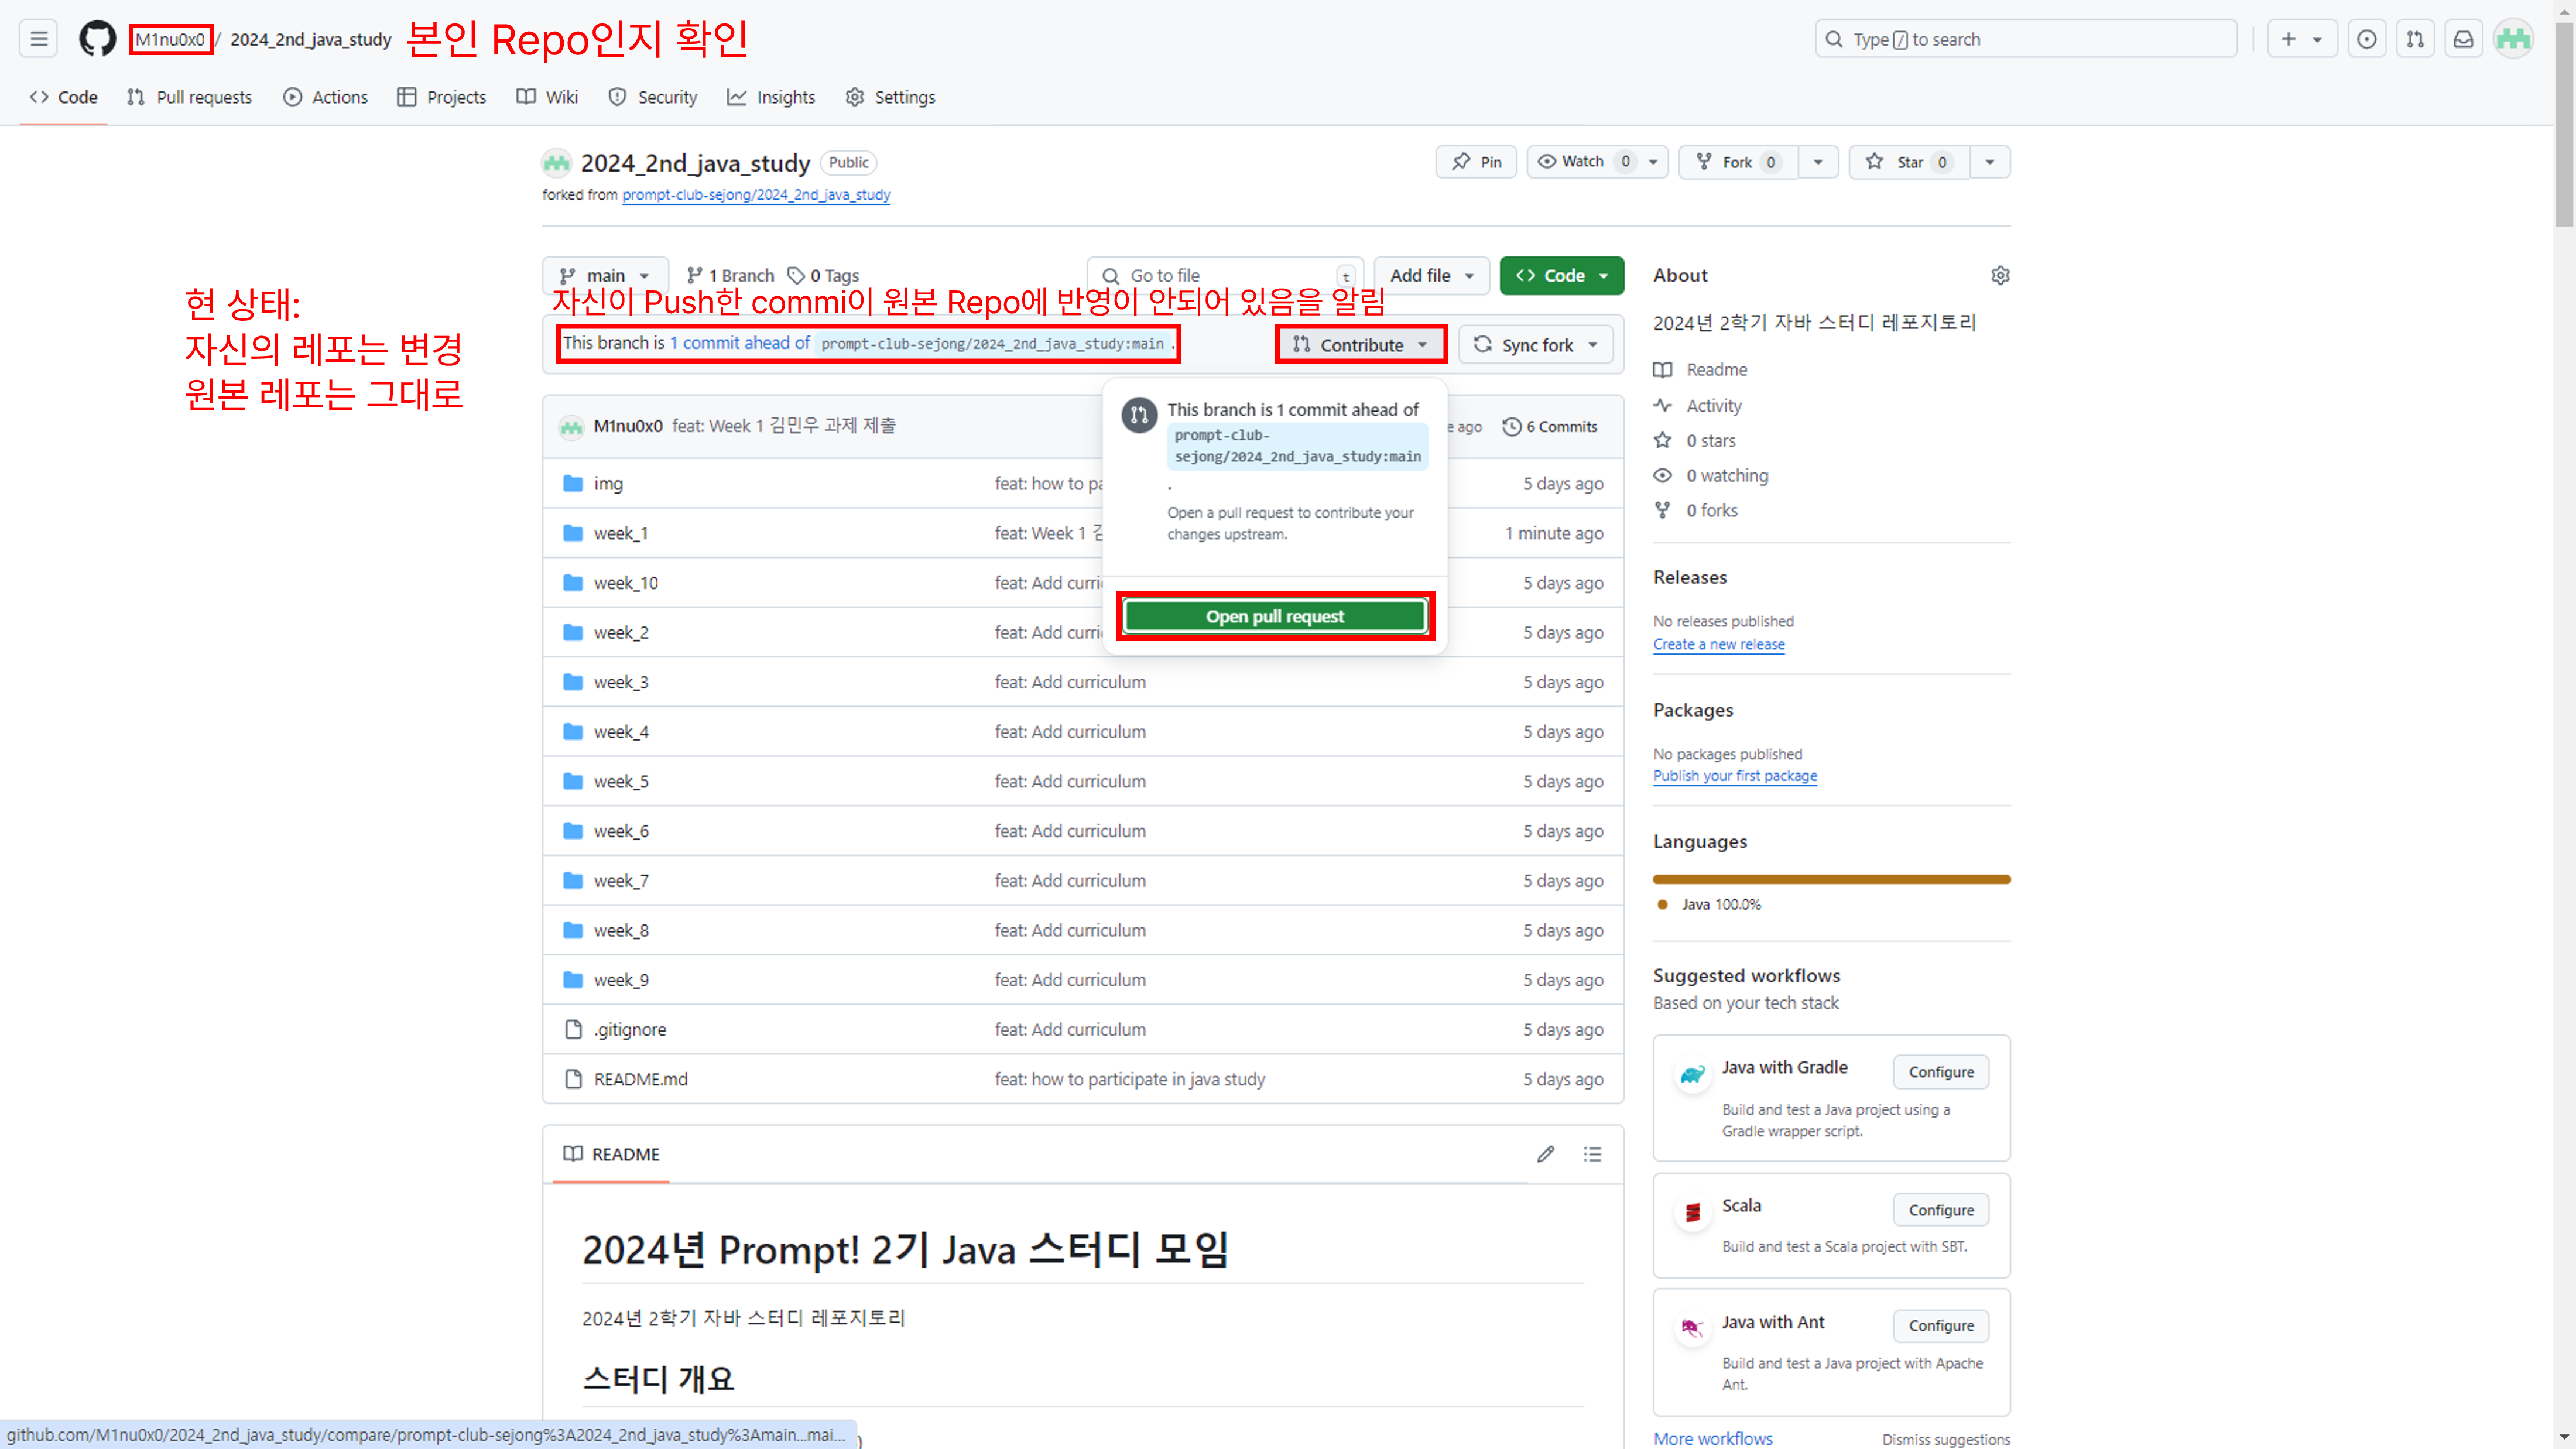 M1nu0x0 / 2024_2nd_java_study 본인 Repo인지 확인
Type / to search
Code Pull requests Actions Projects Wiki Security Insights Settings
2024_2nd_java_study Public
forked from prompt-club-sejong/2024_2nd_java_study
Pin Watch 0 Fork 0 Star 0
main 1 Branch 0 Tags
Go to file t Add file Code
현 상태:
자신의 레포는 변경
원본 레포는 그대로
자신이 Push한 commi이 원본 Repo에 반영이 안되어 있음을 알림
This branch is 1 commit ahead of prompt-club-sejong/2024_2nd_java_study:main .
Contribute Sync fork
This branch is 1 commit ahead of
prompt-club-
sejong/2024_2nd_java_study:main
.
Open a pull request to contribute your
changes upstream.
Open pull request
M1nu0x0 feat: Week 1 김민우 과제 제출 e ago 6 Commits
img feat: how to pa 5 days ago
week_1 feat: Week 1 1 minute ago
week_10 feat: Add curri 5 days ago
week_2 feat: Add curri 5 days ago
week_3 feat: Add curriculum 5 days ago
week_4 feat: Add curriculum 5 days ago
week_5 feat: Add curriculum 5 days ago
week_6 feat: Add curriculum 5 days ago
week_7 feat: Add curriculum 5 days ago
week_8 feat: Add curriculum 5 days ago
week_9 feat: Add curriculum 5 days ago
.gitignore feat: Add curriculum 5 days ago
README.md feat: how to participate in java study 5 days ago
README
2024년 Prompt! 2기 Java 스터디 모임
2024년 2학기 자바 스터디 레포지토리
스터디 개요
About
2024년 2학기 자바 스터디 레포지토리
Readme
Activity
0 stars
0 watching
0 forks
Releases
No releases published
Create a new release
Packages
No packages published
Publish your first package
Languages
Java 100.0%
Suggested workflows
Based on your tech stack
Java with Gradle Configure
Build and test a Java project using a
Gradle wrapper script.
Scala Configure
Build and test a Scala project with SBT.
Java with Ant Configure
Build and test a Java project with Apache
Ant.
More workflows Dismiss suggestions
github.com/M1nu0x0/2024_2nd_java_study/compare/prompt-club-sejong%3A2024_2nd_java_study%3Amain...mai... )